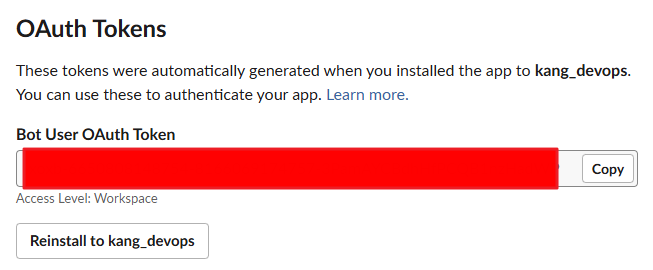 OAuth Tokens
These tokens were automatically generated when you installed the app to kang_devops.
You can use these to authenticate your app. Learn more.
Bot User OAuth Token
Copy
Access Level: Workspace
Reinstall to kang_devops